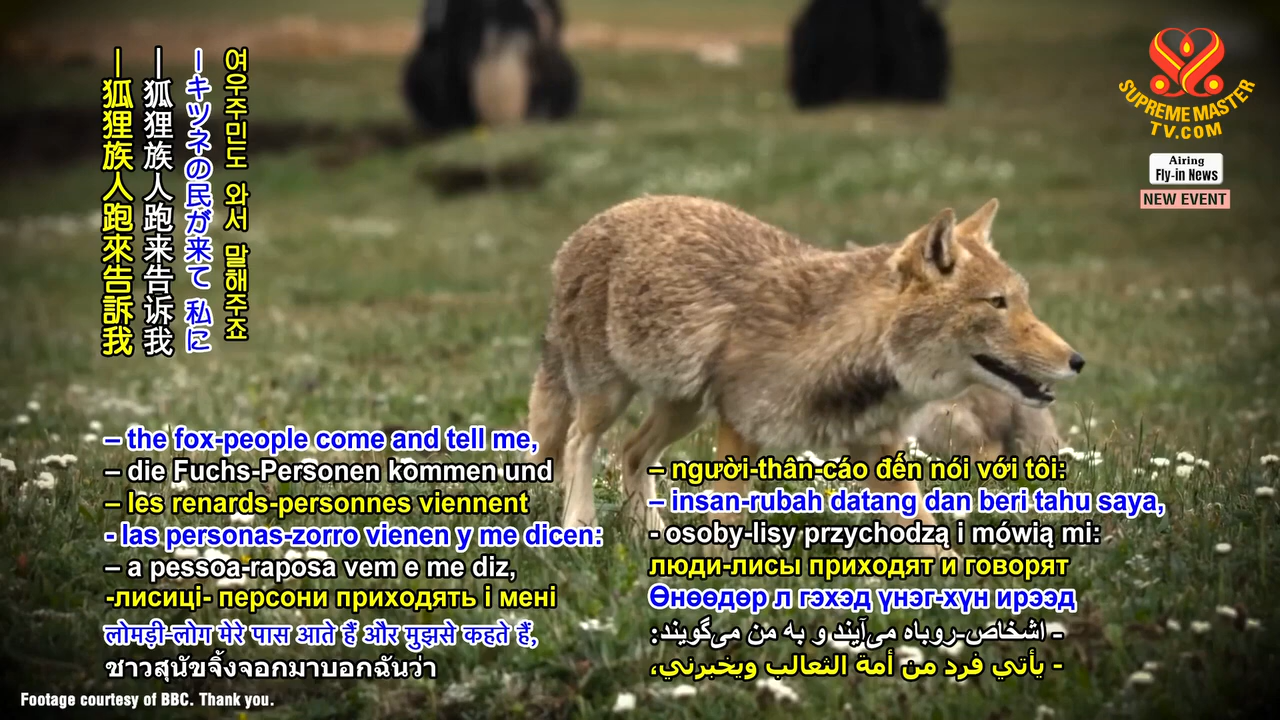 여우주민도 와서 말해주죠
ーキツネの民が来て 私に
—狐狸族人跑来告诉我
—狐狸族人跑來告訴我
SUPREME MASTER
TV.COM
Airing
Fly-in News
NEW EVENT
– the fox-people come and tell me,
– die Fuchs-Personen kommen und
– les renards-personnes viennent
- las personas-zorro vienen y me dicen:
– a pessoa-raposa vem e me diz,
-лисиці- персони приходять і мені
लोमड़ी-लोग मेरे पास आते हैं और मुझसे कहते हैं,
ชาวสุนัขจิ้งจอกมาบอกฉันว่า
– người-thân-cáo đến nói với tôi:
– insan-rubah datang dan beri tahu saya,
- osoby-lisy przychodzą i mówią mi:
люди-лисы приходят и говорят
Өнөөдөр л гэхэд үнэг-хүн ирээд
- اشخاص-روباه می‌آیند و به من می‌گویند:
- يأتي فرد من أمة الثعالب ويخبرني،
Footage courtesy of BBC. Thank you.